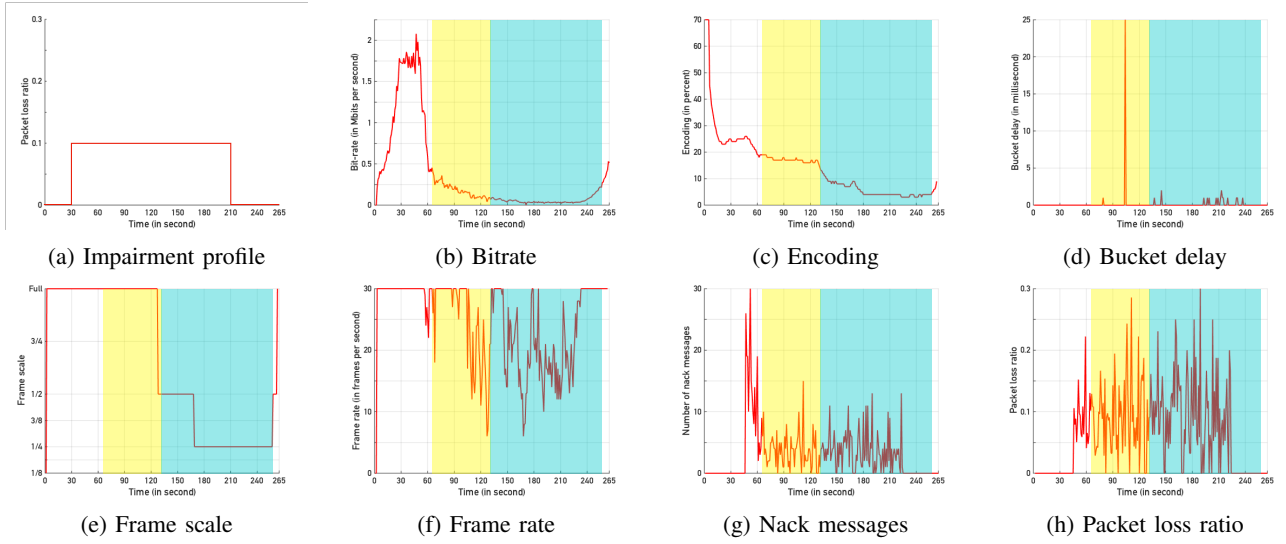 Packet loss ratio
0.3
0.2
0.1
0
0 30 60 90 120 150 180 210 240 265
Time (in second)
(a) Impairment profile
Bit-rate (in Mbits per second)
2
1.5
1
0.5
0
0 30 60 90 120 150 180 210 240 265
Time (in second)
(b) Bitrate
Encoding (in percent)
70
60
50
40
30
20
10
0
0 30 60 90 120 150 180 210 240 265
Time (in second)
(c) Encoding
Bucket delay (in millisecond)
25
20
15
10
5
0
0 30 60 90 120 150 180 210 240 265
Time (in second)
(d) Bucket delay
Frame scale
Full
3/4
1/2
3/8
1/4
1/8
0 30 60 90 120 150 180 210 240 265
Time (in second)
(e) Frame scale
Frame rate (in frames per second)
30
20
10
0
0 30 60 90 120 150 180 210 240 265
Time (in second)
(f) Frame rate
Number of nack messages
30
20
10
0
0 30 60 90 120 150 180 210 240 265
Time (in second)
(g) Nack messages
Packet loss ratio
0.3
0.2
0.1
0
0 30 60 90 120 150 180 210 240 265
Time (in second)
(h) Packet loss ratio